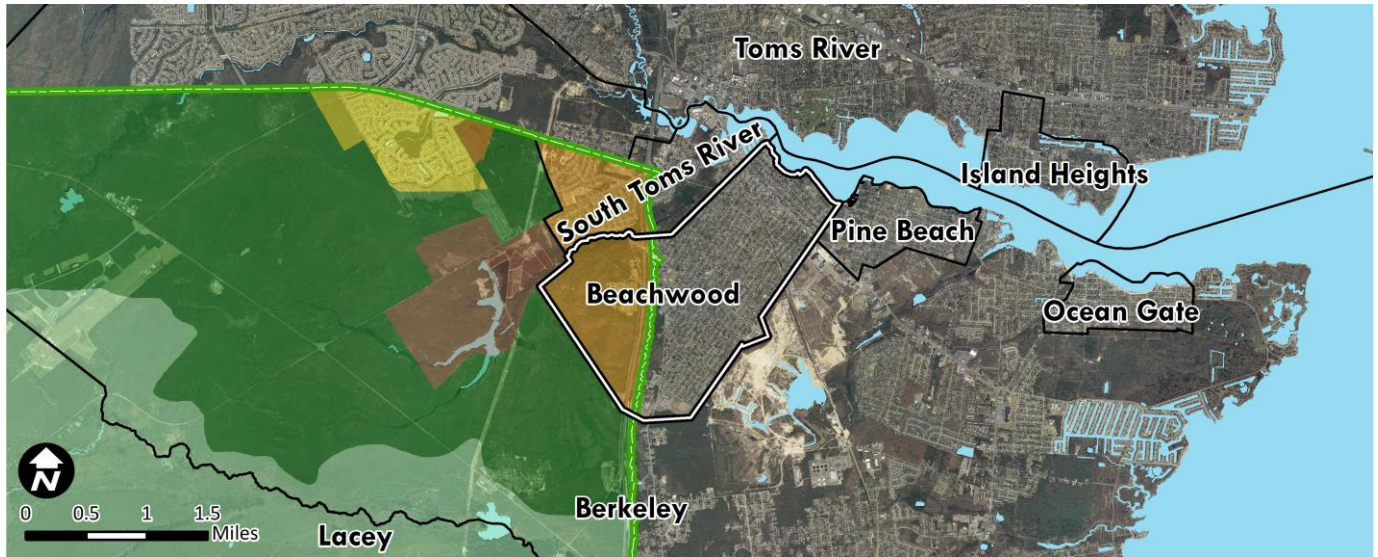 Toms River
South Toms River
Island Heights
Pine Beach
Beachwood
Ocean Gate
N
0 0.5 1 1.5
Miles
Berkeley
Lacey